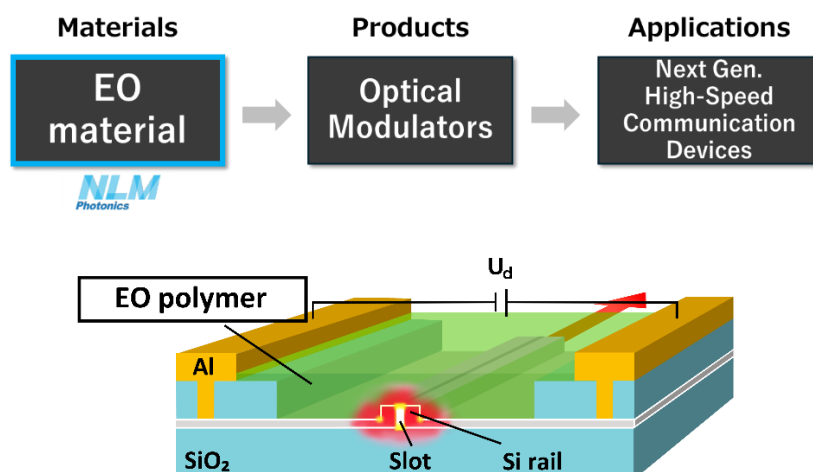 Materials
Products
Applications
EO
material
Optical
Modulators
Next Gen.
High-Speed
Communication
Devices
NLM
Photonics
U_d
EO polymer
Al
SiO₂
Slot
Si rail